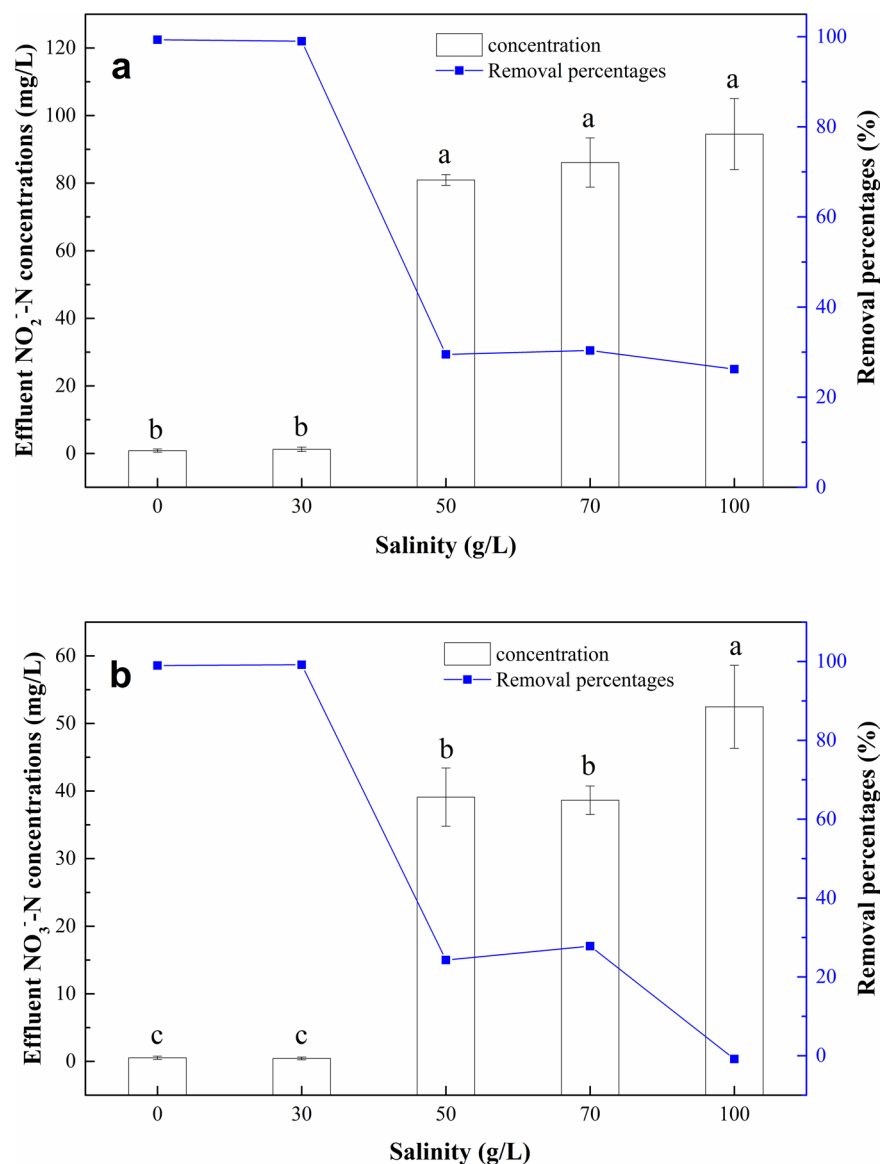 a
concentration
Removal percentages
Effluent NO₂⁻-N concentrations (mg/L)
120
100
80
60
40
20
0
b
b
a
a
a
100
80
60
40
20
0
Removal percentages (%)
0
30
50
70
100
Salinity (g/L)
b
concentration
Removal percentages
Effluent NO₃⁻-N concentrations (mg/L)
60
50
40
30
20
10
0
c
c
b
b
a
100
80
60
40
20
0
Removal percentages (%)
0
30
50
70
100
Salinity (g/L)